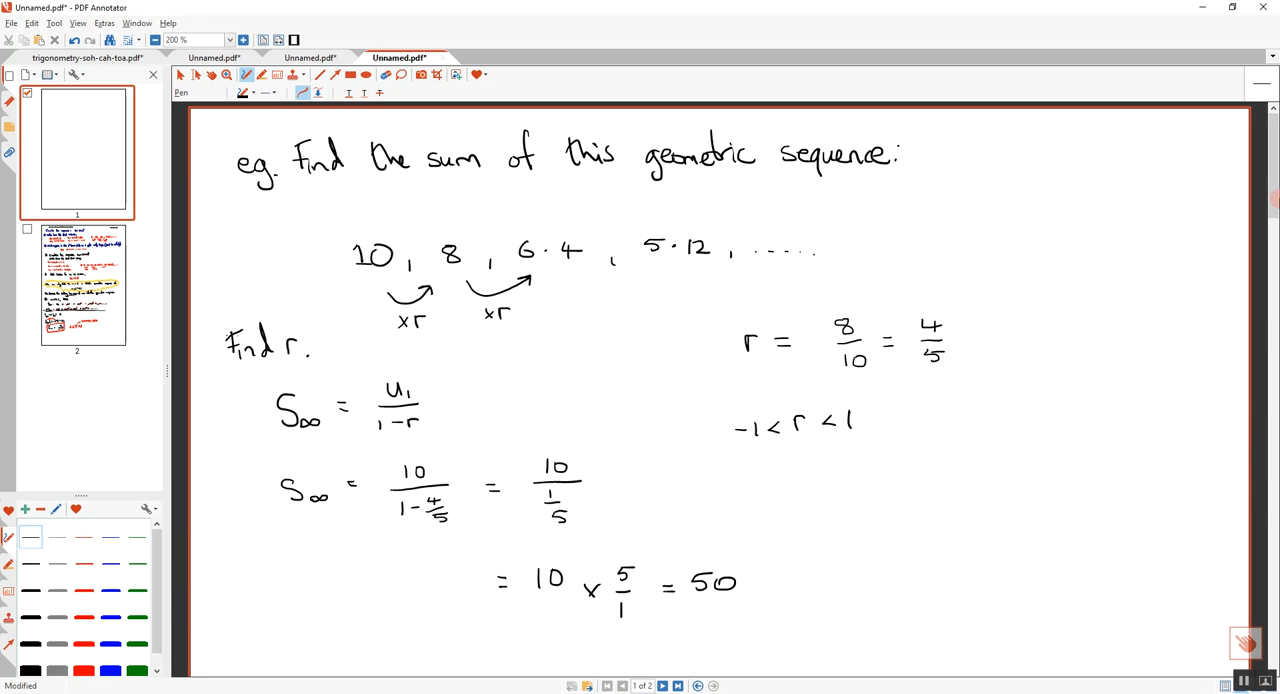 Unnamed.pdf* - PDF Annotator
File Edit Tool View Extras Window Help
200 %
trigonometry-soh-cah-toa.pdf* Unnamed.pdf* Unnamed.pdf* Unnamed.pdf*
Pen
1
2
eg. Find the sum of this geometric sequence:
10, 8, 6·4, 5·12, ......
×r ×r
Find r.
r = 8/10 = 4/5
S∞ = u₁/1-r
-1 < r < 1
S∞ = 10/(1-4/5) = 10/(1/5)
= 10 × 5/1 = 50
Modified
1 of 2